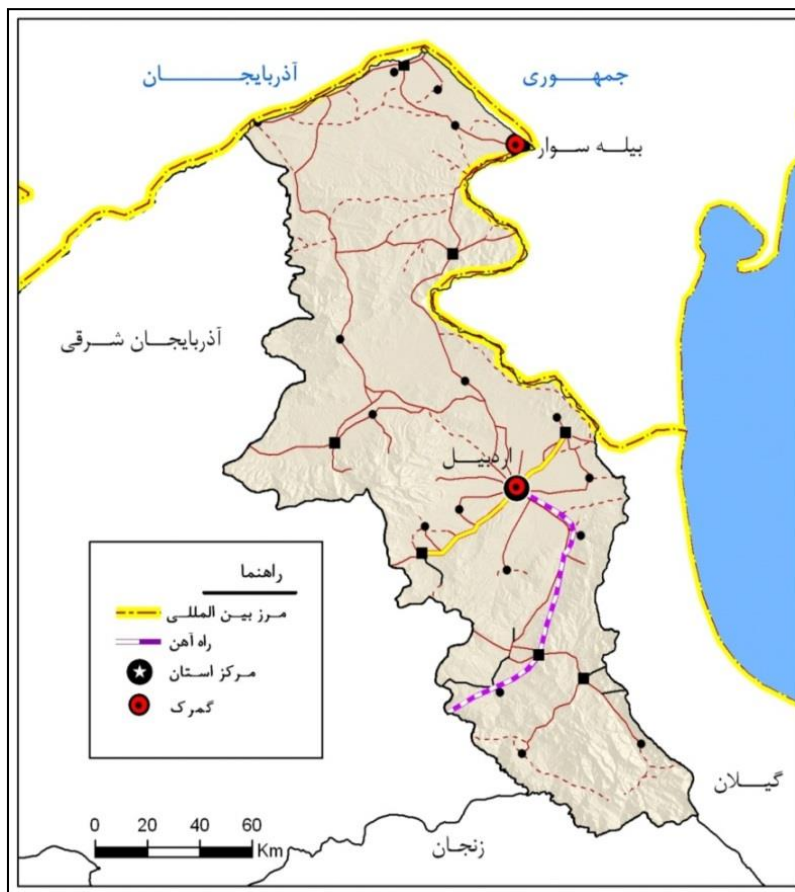 جمهوری
آذربایجان
بیله سوار
آذربایجان شرقی
اردبیل
راهنما
مرز بین المللی
راه آهن
مرکز استان
گمرک
گیلان
زنجان
0 20 40 60
Km